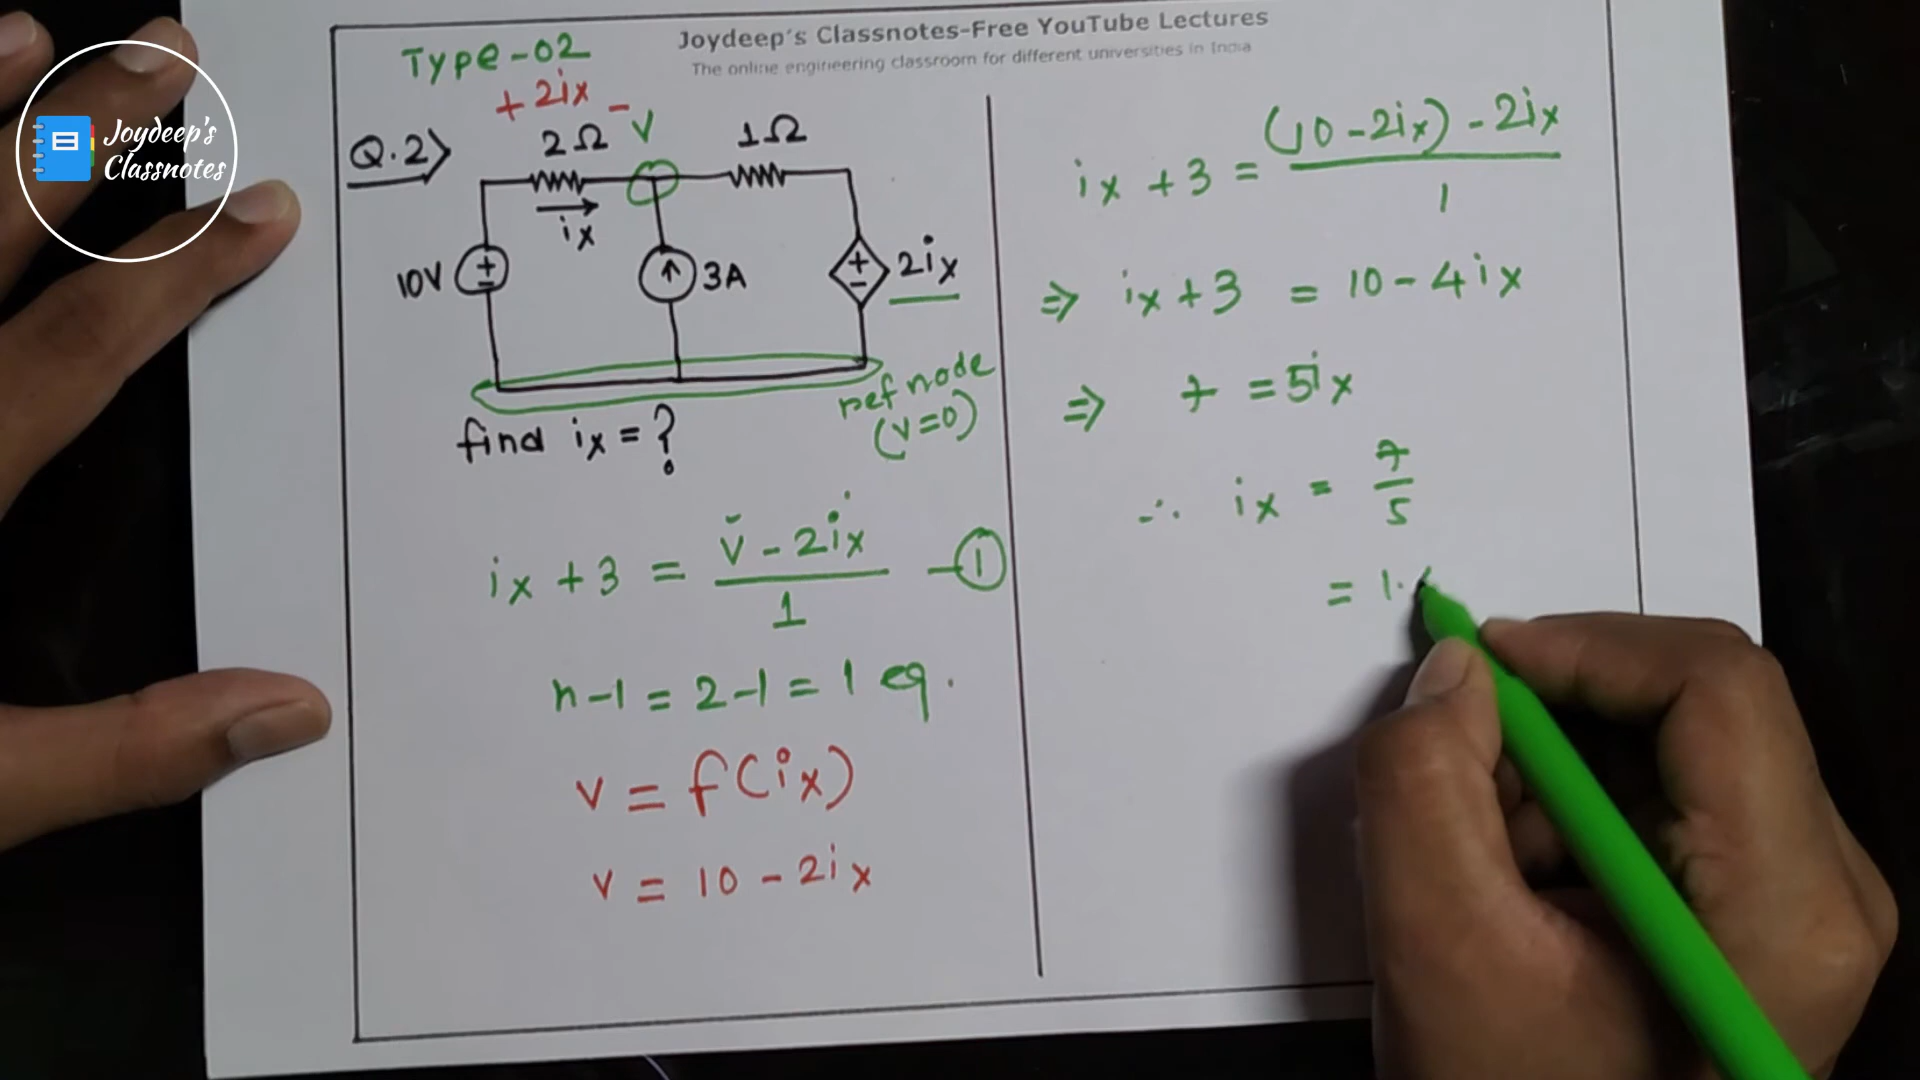 Joydeep's
Classnotes
Joydeep's Classnotes-Free YouTube Lectures
The online engineering classroom for different universities in India
Type-02
+ 2ix -
Q.2)
2Ω
V
1Ω
ix
10V
+
-
3A
+
-
2ix
ref node
(v=0)
find ix = ?
ix + 3 = v - 2ix / 1 - ①
n-1 = 2-1 = 1 eq.
v = f(ix)
v = 10 - 2ix
ix + 3 = (10 - 2ix) - 2ix / 1
⇒ ix + 3 = 10 - 4ix
⇒ 7 = 5ix
∴ ix = 7/5
= 1.